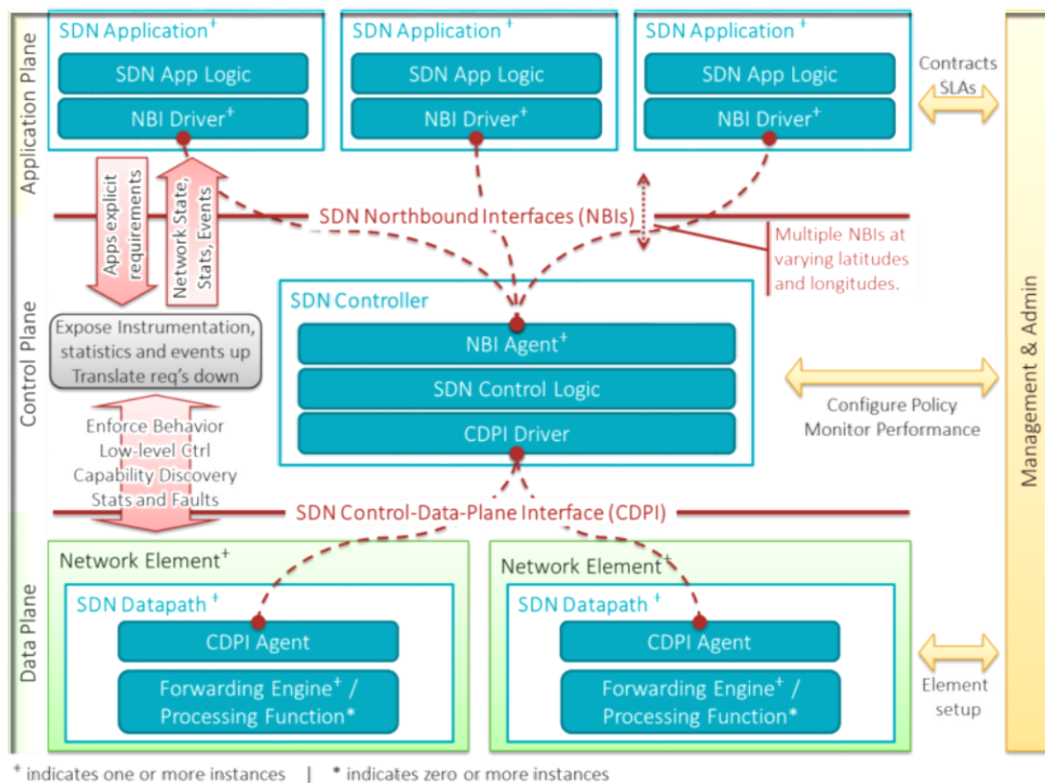 Application Plane
SDN Application+
SDN App Logic
NBI Driver+
SDN Application+
SDN App Logic
NBI Driver+
SDN Application+
SDN App Logic
NBI Driver+
Contracts
SLAs
Apps explicit
requirements
Network State,
Stats, Events
SDN Northbound Interfaces (NBIs)
Multiple NBIs at
varying latitudes
and longitudes.
Control Plane
Expose Instrumentation,
statistics and events up
Translate req's down
SDN Controller
NBI Agent+
SDN Control Logic
CDPI Driver
Configure Policy
Monitor Performance
Management & Admin
Enforce Behavior
Low-level Ctrl
Capability Discovery
Stats and Faults
SDN Control-Data-Plane Interface (CDPI)
Data Plane
Network Element+
SDN Datapath+
CDPI Agent
Forwarding Engine+ /
Processing Function*
Network Element+
SDN Datapath+
CDPI Agent
Forwarding Engine+ /
Processing Function*
Element
setup
+ indicates one or more instances | * indicates zero or more instances